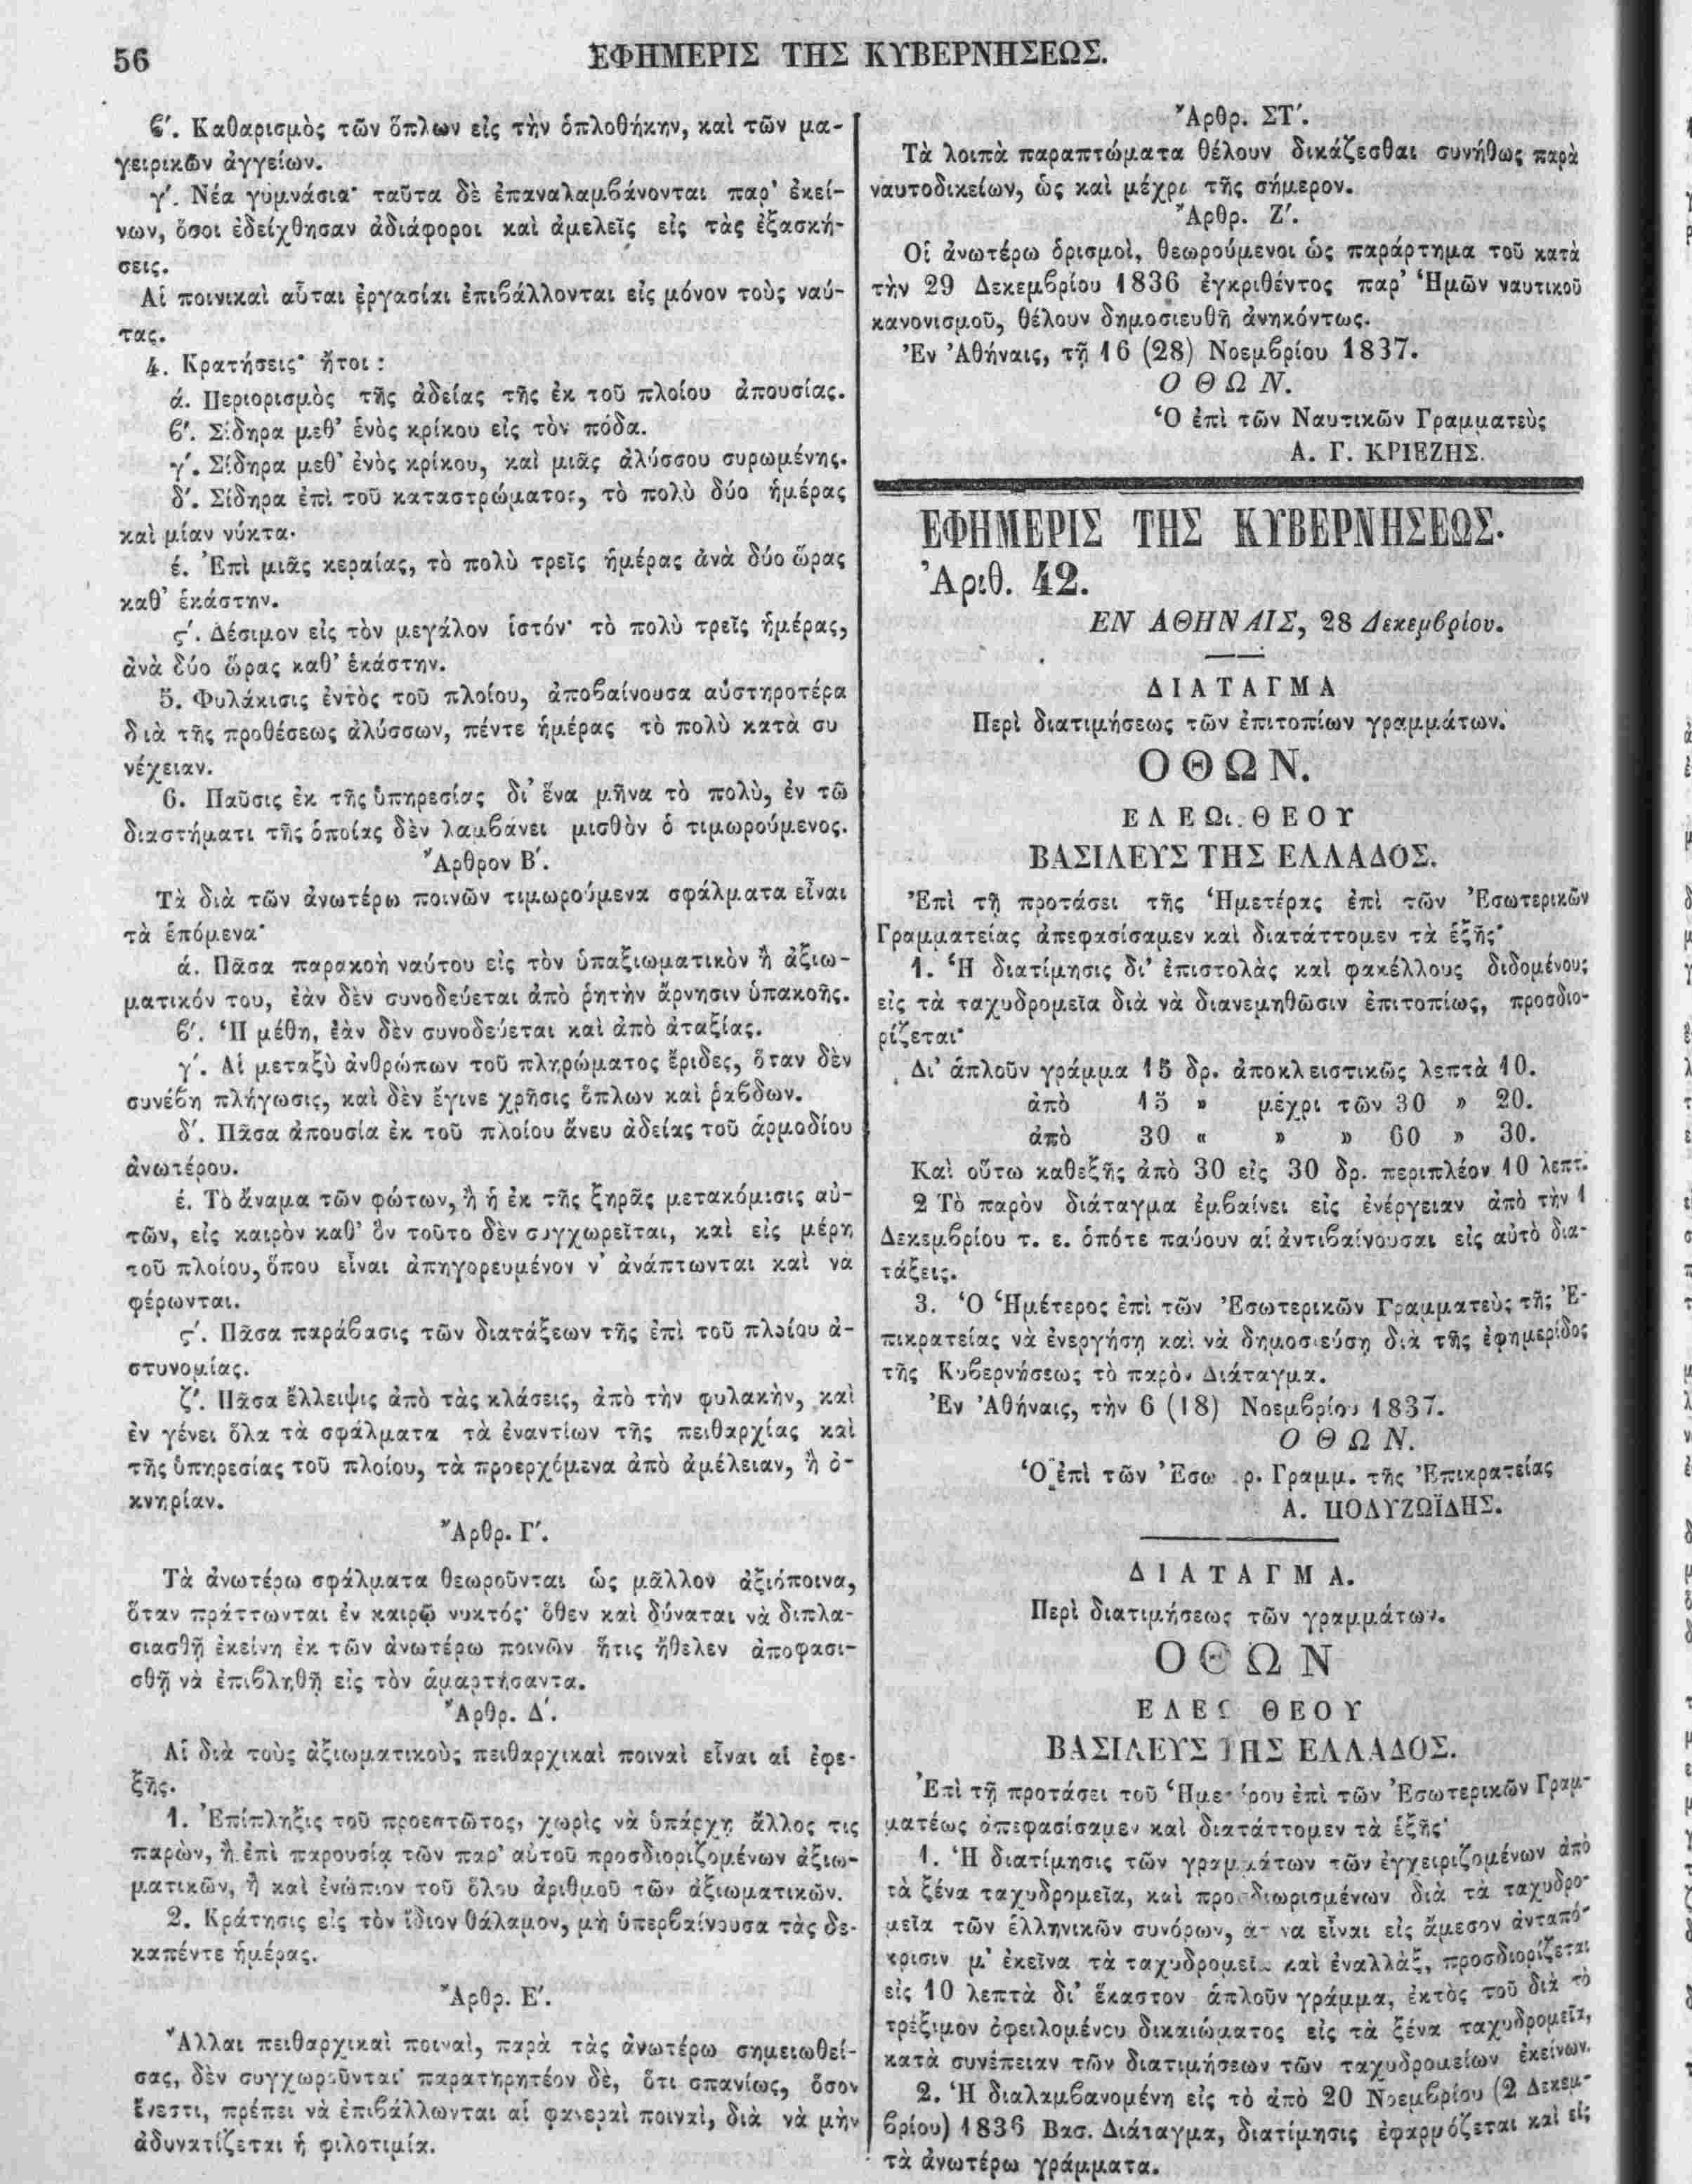 56
ΕΦΗΜΕΡΙΣ ΤΗΣ ΚΥΒΕΡΝΗΣΕΩΣ.
ϐ′. Καθαρισμὸς τῶν ὅπλων εἰς τὴν ὁπλοθήκην, καὶ τῶν μα-
γειρικῶν ἀγγείων.
γ′. Νέα γυμνάσια· ταῦτα δὲ ἐπαναλαμϐάνονται παρ' ἐκεί-
νων, ὅσοι ἐδείχθησαν ἀδιάφοροι καὶ ἀμελεῖς εἰς τὰς ἐξασκή-
σεις.
Αἱ ποινικαὶ αὗται ἐργασίαι ἐπιϐάλλονται εἰς μόνον τοὺς ναύ-
τας.
4. Κρατήσεις· ἤτοι :
ά. Περιορισμὸς τῆς ἀδείας τῆς ἐκ τοῦ πλοίου ἀπουσίας.
ϐ′. Σίδηρα μεθ' ἑνὸς κρίκου εἰς τὸν πόδα.
γ′. Σίδηρα μεθ' ἑνὸς κρίκου, καὶ μιᾶς ἁλύσσου συρωμένης.
δ′. Σίδηρα ἐπὶ τοῦ καταστρώματος, τὸ πολὺ δύο ἡμέρας
καὶ μίαν νύκτα·
έ. Ἐπὶ μιᾶς κεραίας, τὸ πολὺ τρεῖς ἡμέρας ἀνὰ δύο ὥρας
καθ' ἑκάστην.
ς′. Δέσιμον εἰς τὸν μεγάλον ἱστόν· τὸ πολὺ τρεῖς ἡμέρας,
ἀνὰ δύο ὥρας καθ' ἑκάστην.
5. Φυλάκισις ἐντὸς τοῦ πλοίου, ἀποϐαίνουσα αὐστηροτέρα
διὰ τῆς προθέσεως ἁλύσσων, πέντε ἡμέρας τὸ πολὺ κατὰ συ
νέχειαν.
6. Παῦσις ἐκ τῆς ὑπηρεσίας δι' ἕνα μῆνα τὸ πολὺ, ἐν τῶ
διαστήματι τῆς ὁποίας δὲν λαμϐάνει μισθὸν ὁ τιμωρούμενος.
Ἄρθρον Β′.
Τὰ διὰ τῶν ἀνωτέρω ποινῶν τιμωρούμενα σφάλματα εἶναι
τὰ ἑπόμενα·
ά. Πᾶσα παρακοὴ ναύτου εἰς τὸν ὑπαξιωματικὸν ἢ ἀξιω-
ματικόν του, ἐὰν δὲν συνοδεύεται ἀπὸ ῥητὴν ἄρνησιν ὑπακοῆς.
ϐ′. Ἡ μέθη, ἐὰν δὲν συνοδεύεται καὶ ἀπὸ ἀταξίας.
γ′. Αἱ μεταξὺ ἀνθρώπων τοῦ πληρώματος ἔριδες, ὅταν δὲν
συνέϐη πλήγωσις, καὶ δὲν ἔγινε χρῆσις ὅπλων καὶ ῥαϐδων.
δ′. Πᾶσα ἀπουσία ἐκ τοῦ πλοίου ἄνευ ἀδείας τοῦ ἁρμοδίου
ἀνωτέρου.
έ. Τὸ ἄναμα τῶν φώτων, ἢ ἡ ἐκ τῆς ξηρᾶς μετακόμισις αὐ-
τῶν, εἰς καιρὸν καθ' ὃν τοῦτο δὲν συγχωρεῖται, καὶ εἰς μέρη
τοῦ πλοίου, ὅπου εἶναι ἀπηγορευμένον ν' ἀνάπτωνται καὶ νὰ
φέρωνται.
ς′. Πᾶσα παράϐασις τῶν διατάξεων τῆς ἐπὶ τοῦ πλοίου ἀ-
στυνομίας.
ζ′. Πᾶσα ἔλλειψις ἀπὸ τὰς κλάσεις, ἀπὸ τὴν φυλακὴν, καὶ
ἐν γένει ὅλα τὰ σφάλματα τὰ ἐναντίων τῆς πειθαρχίας καὶ
τῆς ὑπηρεσίας τοῦ πλοίου, τὰ προερχόμενα ἀπὸ ἀμέλειαν, ἢ ὀ-
κνηρίαν.
Ἄρθρ. Γ′.
Τὰ ἀνωτέρω σφάλματα θεωροῦνται ὡς μᾶλλον ἀξιόποινα,
ὅταν πράττωνται ἐν καιρῷ νυκτός· ὅθεν καὶ δύναται νὰ διπλα-
σιασθῇ ἐκείνη ἐκ τῶν ἀνωτέρω ποινῶν ἥτις ἤθελεν ἀποφασι-
σθῇ νὰ ἐπιϐληθῇ εἰς τὸν ἁμαρτήσαντα.
Ἄρθρ. Δ′.
Αἱ διὰ τοὺς ἀξιωματικοὺς πειθαρχικαὶ ποιναὶ εἶναι αἱ ἐφε-
ξῆς.
1. Ἐπίπληξις τοῦ προεστῶτος, χωρὶς νὰ ὑπάρχῃ ἄλλος τις
παρὼν, ἢ ἐπὶ παρουσίᾳ τῶν παρ' αὐτοῦ προσδιοριζομένων ἀξιω-
ματικῶν, ἢ καὶ ἐνώπιον τοῦ ὅλου ἀριθμοῦ τῶν ἀξιωματικῶν.
2. Κράτησις εἰς τὸν ἴδιον θάλαμον, μὴ ὑπερϐαίνουσα τὰς δε-
καπέντε ἡμέρας.
Ἄρθρ. Ε′.
Ἄλλαι πειθαρχικαὶ ποιναὶ, παρὰ τὰς ἀνωτέρω σημειωθεί-
σας, δὲν συγχωροῦνται· παρατηρητέον δὲ, ὅτι σπανίως, ὅσον
ἔνεστι, πρέπει νὰ ἐπιϐάλλωνται αἱ φανεραὶ ποιναὶ, διὰ νὰ μὴν
ἀδυνατίζεται ἡ φιλοτιμία.
Ἄρθρ. ΣΤ′.
Τὰ λοιπὰ παραπτώματα θέλουν δικάζεσθαι συνήθως παρὰ
ναυτοδικείων, ὡς καὶ μέχρι τῆς σήμερον.
Ἄρθρ. Ζ′.
Οἱ ἀνωτέρω ὁρισμοὶ, θεωρούμενοι ὡς παράρτημα τοῦ κατὰ
τὴν 29 Δεκεμϐρίου 1836 ἐγκριθέντος παρ' Ἡμῶν ναυτικοῦ
κανονισμοῦ, θέλουν δημοσιευθῆ ἀνηκόντως.
Ἐν Ἀθήναις, τῇ 16 (28) Νοεμϐρίου 1837.
Ο Θ Ω Ν.
Ὁ ἐπὶ τῶν Ναυτικῶν Γραμματεὺς
Α. Γ. ΚΡΙΕΖΗΣ.
ΕΦΗΜΕΡΙΣ ΤΗΣ ΚΥΒΕΡΝΗΣΕΩΣ.
Ἀριθ. 42.
ΕΝ ΑΘΗΝΑΙΣ, 28 Δεκεμϐρίου.
ΔΙΑΤΑΓΜΑ
Περὶ διατιμήσεως τῶν ἐπιτοπίων γραμμάτων.
ΟΘΩΝ.
ΕΛΕΩι ΘΕΟΥ
ΒΑΣΙΛΕΥΣ ΤΗΣ ΕΛΛΑΔΟΣ.
Ἐπὶ τῇ προτάσει τῆς Ἡμετέρας ἐπὶ τῶν Ἐσωτερικῶν
Γραμματείας ἀπεφασίσαμεν καὶ διατάττομεν τὰ ἑξῆς·
1. Ἡ διατίμησις δι' ἐπιστολὰς καὶ φακέλλους διδομένους
εἰς τὰ ταχυδρομεῖα διὰ νὰ διανεμηθῶσιν ἐπιτοπίως, προσδιο-
ρίζεται·
Δι' ἁπλοῦν γράμμα 15 δρ. ἀποκλειστικῶς λεπτὰ 10.
ἀπὸ 15 » μέχρι τῶν 30 » 20.
ἀπὸ 30 « » » 60 » 30.
Καὶ οὕτω καθεξῆς ἀπὸ 30 εἰς 30 δρ. περιπλέον 10 λεπτ.
2 Τὸ παρὸν διάταγμα ἐμϐαίνει εἰς ἐνέργειαν ἀπὸ τὴν 1
Δεκεμϐρίου τ. ε. ὁπότε παύουν αἱ ἀντιϐαίνουσαι εἰς αὐτὸ δια-
τάξεις.
3. Ὁ Ἡμέτερος ἐπὶ τῶν Ἐσωτερικῶν Γραμματεὺς τῆς Ἐ-
πικρατείας νὰ ἐνεργήσῃ καὶ νὰ δημοσιεύσῃ διὰ τῆς ἐφημερίδος
τῆς Κυϐερνήσεως τὸ παρὸν Διάταγμα.
Ἐν Ἀθήναις, τὴν 6 (18) Νοεμϐρίου 1837.
Ο Θ Ω Ν.
Ὁ ἐπὶ τῶν Γραμμ. τῆς Ἐπικρατείας
Α. ΠΟΛΥΖΩΪΔΗΣ.
ΔΙΑΤΑΓΜΑ.
Περὶ διατιμήσεως τῶν γραμμάτων.
ΟΘΩΝ
ΘΕΟΥ
ΒΑΣΙΛΕΥΣ ΤΗΣ ΕΛΛΑΔΟΣ.
Ἐπὶ τῇ προτάσει τοῦ ἐπὶ τῶν Ἐσωτερικῶν Γραμ-
ματέως ἀπεφασίσαμεν καὶ διατάττομεν τὰ ἑξῆς·
1. Ἡ διατίμησις τῶν γραμμάτων τῶν ἐγχειριζομένων ἀπὸ
τὰ ξένα ταχυδρομεῖα, καὶ προσδιωρισμένων διὰ τὰ ταχυδρο-
μεῖα τῶν ἑλληνικῶν συνόρων, εἶναι εἰς ἄμεσον ἀνταπό-
κρισιν μ' ἐκεῖνα τὰ ταχυδρομεῖα καὶ ἐναλλὰξ, προσδιορίζεται
εἰς 10 λεπτὰ δι' ἕκαστον ἁπλοῦν γράμμα, ἐκτὸς τοῦ διὰ τὸ
τρέξιμον ὀφειλομένου δικαιώματος εἰς τὰ ξένα ταχυδρομεῖα,
κατὰ συνέπειαν τῶν διατιμήσεων τῶν ταχυδρομείων ἐκείνων.
2. Ἡ διαλαμϐανομένη εἰς τὸ ἀπὸ 20 Νοεμϐρίου (2 Δεκεμ-
ϐρίου) 1836 Βασ. Διάταγμα, διατίμησις ἐφαρμόζεται καὶ εἰς
τὰ ἀνωτέρω γράμματα.